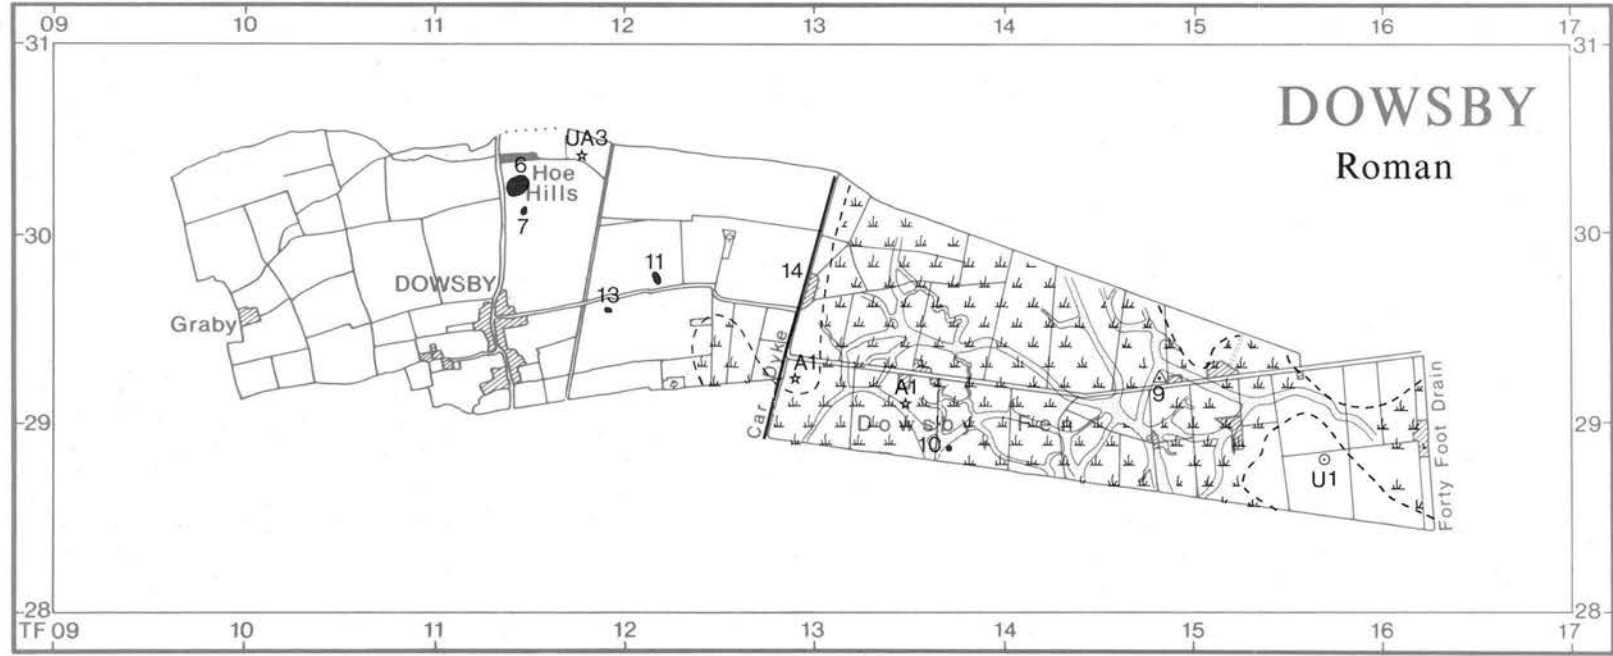 09 10 11 12 13 14 15 16 17
31 31
DOWSBY
Roman
UA3
6
Hoe
Hills
7
30 30
11
14
DOWSBY
13
Graby
Car Dyke
A1
A1
9
Dowsby Fen
10
29 29
U1
Forty Foot Drain
28 28
TF 09 10 11 12 13 14 15 16 17